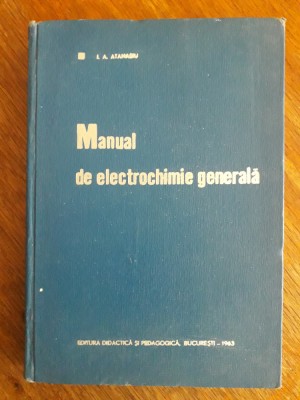 I. A. ATANASIU
Manual
de electrochimie generală
EDITURA DIDACTICĂ ȘI PEDAGOGICĂ, BUCUREȘTI – 1963